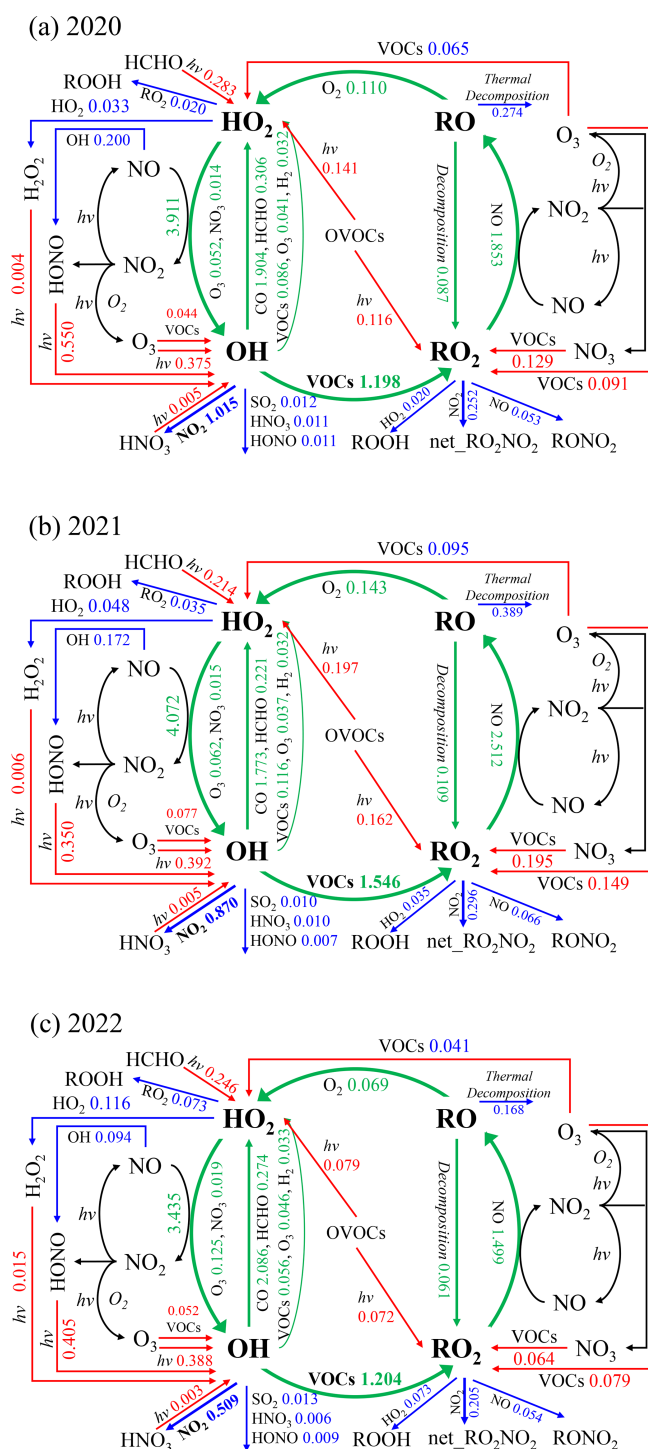 (a) 2020
VOCs 0.065
HCHO
hv 0.283
ROOH
RO₂ 0.020
HO₂ 0.033
OH 0.200
O₂ 0.110
Thermal
Decomposition
0.274
HO₂
RO
O₃
H₂O₂
NO
hv
3.911
O₃ 0.052, NO₃ 0.014
CO 1.904, HCHO 0.306
VOCs 0.086, O₃ 0.041, H₂ 0.032
hv
0.141
Decomposition 0.087
NO 1.853
O₂
hv
NO₂
hv
OVOCs
HONO
NO₂
hv
O₂
NO
hv 0.004
0.550
0.044
VOCs
O₃
hv 0.375
hv
0.116
OH
RO₂
VOCs
0.129
NO₃
VOCs 1.198
VOCs 0.091
hv 0.005
NO₂ 1.015
HNO₃
SO₂ 0.012
HNO₃ 0.011
HONO 0.011
HO₂ 0.020
NO₂
0.252
NO 0.053
ROOH
net_RO₂NO₂
RONO₂
(b) 2021
VOCs 0.095
HCHO
hv 0.214
ROOH
RO₂ 0.035
HO₂ 0.048
OH 0.172
O₂ 0.143
Thermal
Decomposition
0.389
HO₂
RO
O₃
H₂O₂
NO
hv
4.072
O₃ 0.062, NO₃ 0.015
CO 1.773, HCHO 0.221
VOCs 0.116, O₃ 0.037, H₂ 0.032
hv
0.197
Decomposition 0.109
NO 2.512
O₂
hv
NO₂
hv
OVOCs
HONO
NO₂
hv
O₂
NO
hv 0.006
0.350
0.077
VOCs
O₃
hv 0.392
hv
0.162
OH
RO₂
VOCs
0.195
NO₃
VOCs 1.546
VOCs 0.149
hv 0.005
NO₂ 0.870
HNO₃
SO₂ 0.010
HNO₃ 0.010
HONO 0.007
HO₂ 0.035
NO₂
0.296
NO 0.066
ROOH
net_RO₂NO₂
RONO₂
(c) 2022
VOCs 0.041
HCHO
hv 0.246
ROOH
RO₂ 0.073
HO₂ 0.116
OH 0.094
O₂ 0.069
Thermal
Decomposition
0.168
HO₂
RO
O₃
H₂O₂
NO
hv
3.435
O₃ 0.125, NO₃ 0.019
CO 2.086, HCHO 0.274
VOCs 0.056, O₃ 0.046, H₂ 0.033
hv
0.079
Decomposition 0.061
NO 1.499
O₂
hv
NO₂
hv
OVOCs
HONO
NO₂
hv
O₂
NO
hv 0.015
0.405
0.052
VOCs
O₃
hv 0.388
hv
0.072
OH
RO₂
VOCs
0.064
NO₃
VOCs 1.204
VOCs 0.079
hv 0.003
NO₂ 0.509
HNO₃
SO₂ 0.013
HNO₃ 0.006
HONO 0.009
HO₂ 0.073
NO₂
0.205
NO 0.054
ROOH
net_RO₂NO₂
RONO₂